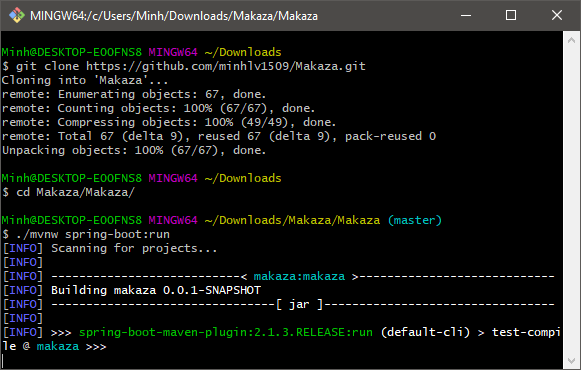 MINGW64:/c/Users/Minh/Downloads/Makaza/Makaza
Minh@DESKTOP-EOOFNS8 MINGW64 ~/Downloads
$ git clone https://github.com/minhlv1509/Makaza.git
Cloning into 'Makaza'...
remote: Enumerating objects: 67, done.
remote: Counting objects: 100% (67/67), done.
remote: Compressing objects: 100% (49/49), done.
remote: Total 67 (delta 9), reused 67 (delta 9), pack-reused 0
Unpacking objects: 100% (67/67), done.
Minh@DESKTOP-EOOFNS8 MINGW64 ~/Downloads
$ cd Makaza/Makaza/
Minh@DESKTOP-EOOFNS8 MINGW64 ~/Downloads/Makaza/Makaza (master)
$ ./mvnw spring-boot:run
[INFO] Scanning for projects...
[INFO]
[INFO] ---------------------------< makaza:makaza >----------------------------
[INFO] Building makaza 0.0.1-SNAPSHOT
[INFO] --------------------------------[ jar ]---------------------------------
[INFO]
[INFO] >>> spring-boot-maven-plugin:2.1.3.RELEASE:run (default-cli) > test-compi
le @ makaza >>>